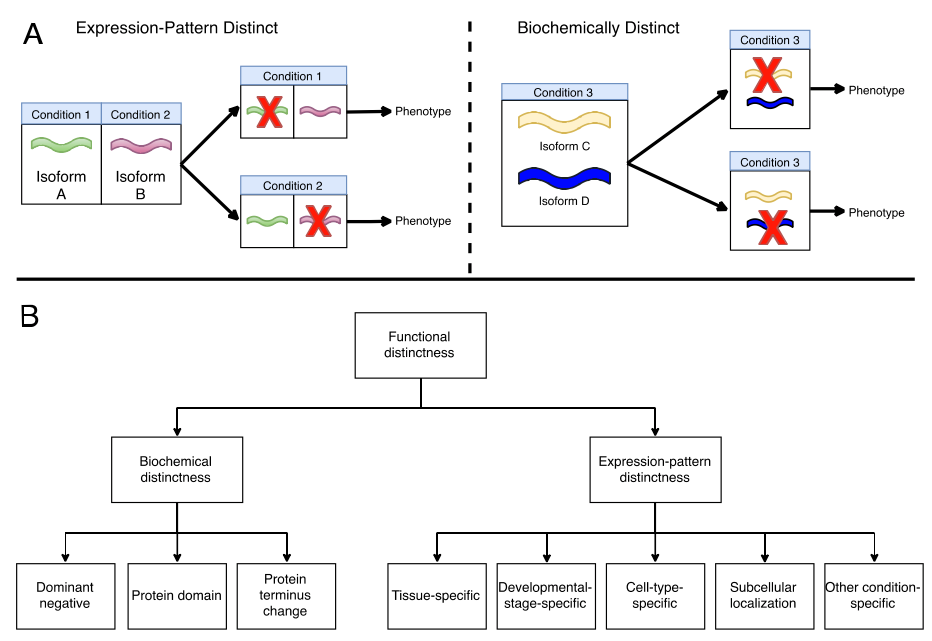 A
Expression-Pattern Distinct
Condition 1
Condition 2
Isoform
A
Isoform
B
Condition 1
Phenotype
Condition 2
Phenotype
Biochemically Distinct
Condition 3
Isoform C
Isoform D
Condition 3
Phenotype
Condition 3
Phenotype
B
Functional
distinctness
Biochemical
distinctness
Expression-pattern
distinctness
Dominant
negative
Protein domain
Protein
terminus
change
Tissue-specific
Developmental-
stage-specific
Cell-type-
specific
Subcellular
localization
Other condition-
specific